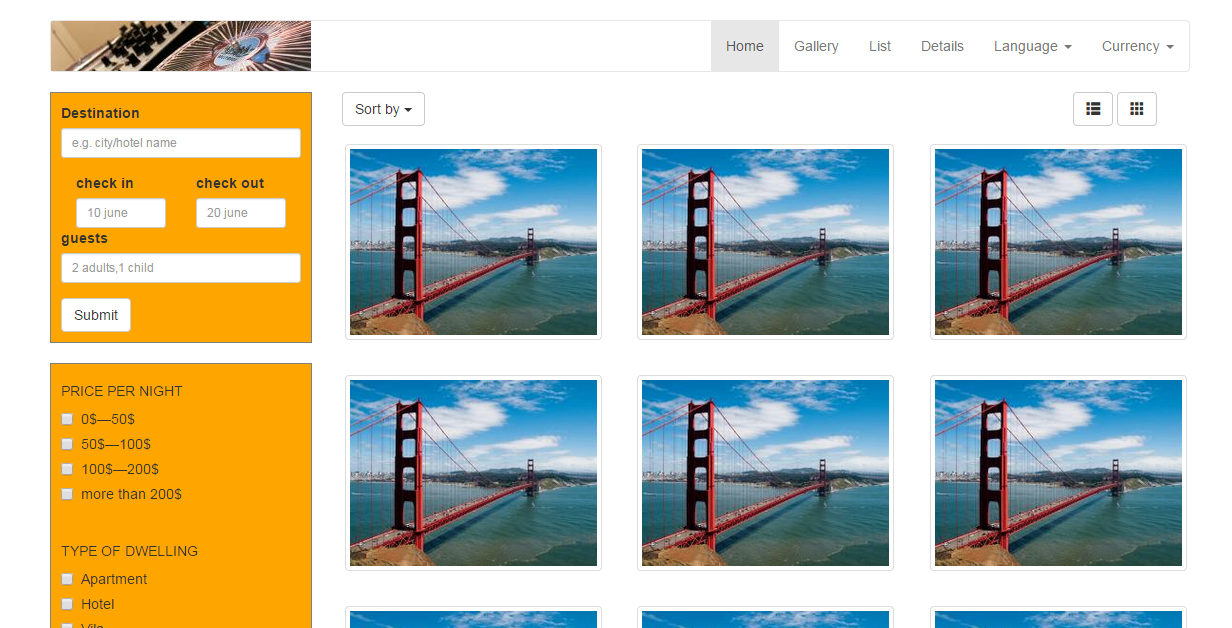 Home Gallery List Details Language Currency
Destination
e.g. city/hotel name
check in check out
10 june 20 june
guests
2 adults,1 child
Submit
Sort by
PRICE PER NIGHT
0$—50$
50$—100$
100$—200$
more than 200$
TYPE OF DWELLING
Apartment
Hotel